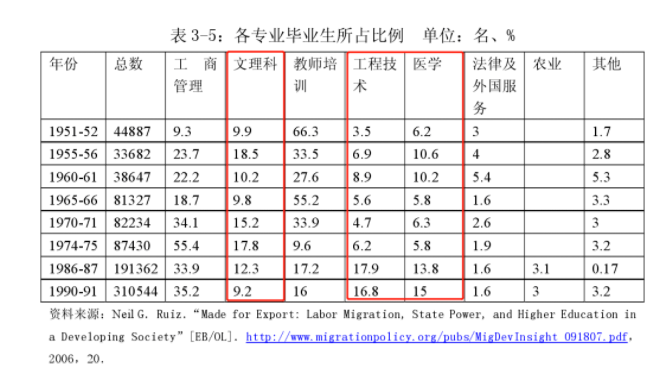 表 3-5：各专业毕业生所占比例 单位：名、%
年份 总数 工 商管理 文理科 教师培训 工程技术 医学 法律及外国服务 农业 其他
1951-52 44887 9.3 9.9 66.3 3.5 6.2 3 1.7
1955-56 33682 23.7 18.5 33.5 6.9 10.6 4 2.8
1960-61 38647 22.2 10.2 27.6 8.9 10.2 5.4 5.3
1965-66 81327 18.7 9.8 55.2 5.6 5.8 1.6 3.3
1970-71 82234 34.1 15.2 33.9 4.7 6.3 2.6 3
1974-75 87430 55.4 17.8 9.6 6.2 5.8 1.9 3.2
1986-87 191362 33.9 12.3 17.2 17.9 13.8 1.6 3.1 0.17
1990-91 310544 35.2 9.2 16 16.8 15 1.6 3 3.2
资料来源：Neil G. Ruiz. “Made for Export: Labor Migration, State Power, and Higher Education in
a Developing Society” [EB/OL]. http://www.migrationpolicy.org/pubs/MigDevInsight_091807.pdf,
2006, 20.